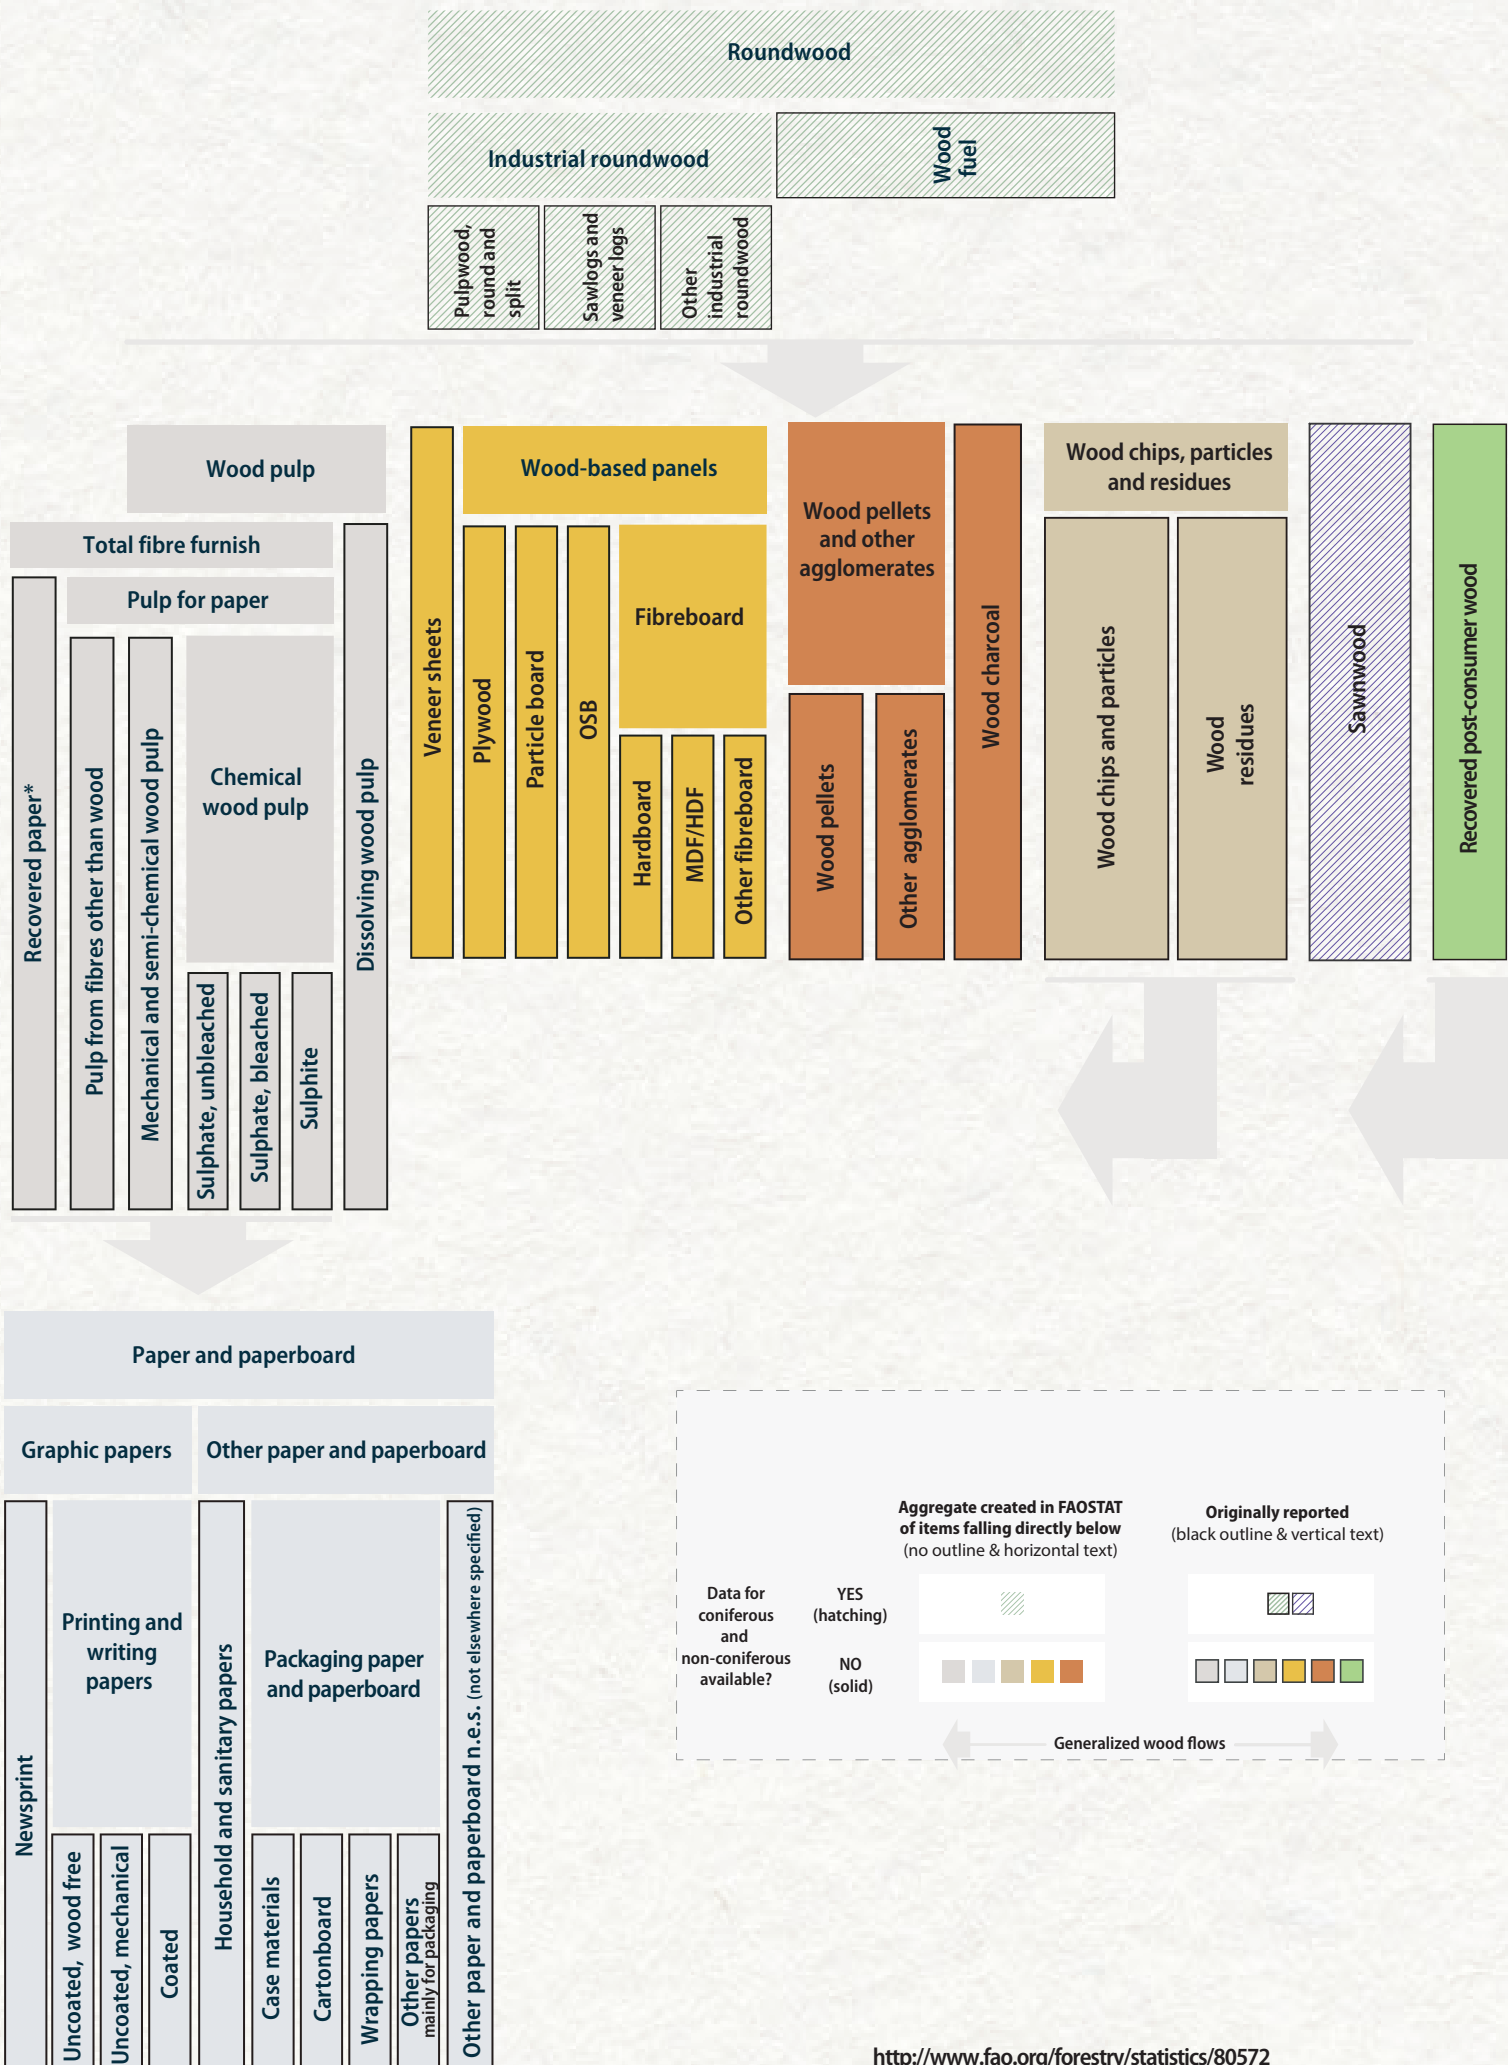 Roundwood
Industrial roundwood
Wood
fuel
Pulpwood,
round and
split
Sawlogs and
veneer logs
Other
industrial
roundwood
Wood pulp
Total fibre furnish
Pulp for paper
Recovered paper*
Pulp from fibres other than wood
Mechanical and semi-chemical wood pulp
Chemical
wood pulp
Sulphate, unbleached
Sulphate, bleached
Sulphite
Dissolving wood pulp
Veneer sheets
Wood-based panels
Plywood
Particle board
OSB
Fibreboard
Hardboard
MDF/HDF
Other fibreboard
Wood pellets
and other
agglomerates
Wood pellets
Other agglomerates
Wood charcoal
Wood chips, particles
and residues
Wood chips and particles
Wood
residues
Sawnwood
Recovered post-consumer wood
Paper and paperboard
Graphic papers
Other paper and paperboard
Newsprint
Printing and
writing
papers
Uncoated, wood free
Uncoated, mechanical
Coated
Household and sanitary papers
Packaging paper
and paperboard
Case materials
Cartonboard
Wrapping papers
Other papers
mainly for packaging
Other paper and paperboard n.e.s. (not elsewhere specified)
Aggregate created in FAOSTAT
of items falling directly below
(no outline & horizontal text)
Originally reported
(black outline & vertical text)
Data for
coniferous
and
non-coniferous
available?
YES
(hatching)
NO
(solid)
Generalized wood flows
http://www.fao.org/forestry/statistics/80572